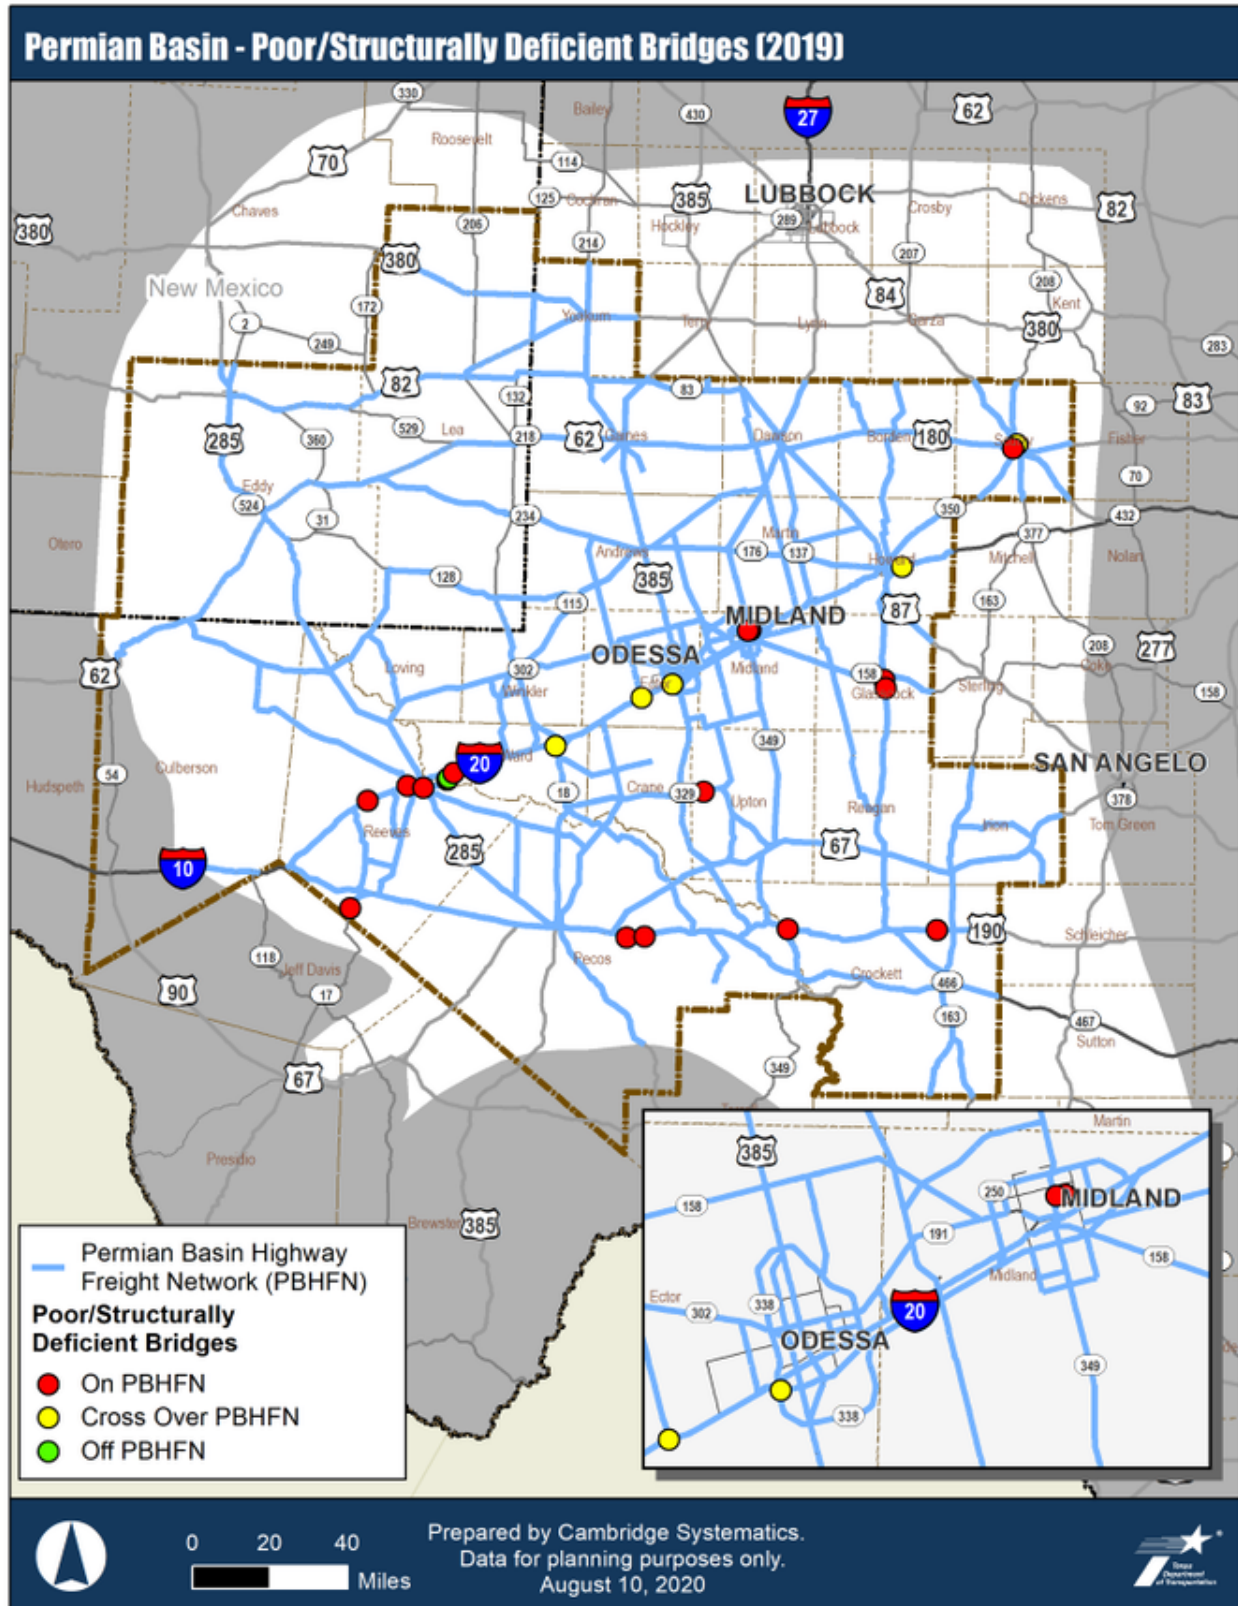 Permian Basin - Poor/Structurally Deficient Bridges (2019)
330
Bailey
430
27
62
Roosevelt
70
114
LUBBOCK
385
125
Cochran
Dickens
Crosby
82
Chaves
206
Hockley
289
Lubbock
380
214
207
380
New Mexico
172
84
208
Kent
2
Yoakum
Terry
Lynn
Garza
380
249
283
82
83
132
83
92
285
360
529
Lea
218
62
Gaines
Dawson
Borden
180
Fisher
Eddy
70
524
31
234
350
432
Otero
Martin
377
Andrews
176
137
Howard
Mitchell
Nolan
128
385
115
163
87
MIDLAND
208
277
ODESSA
62
Loving
302
Winkler
Ector
Midland
158
Glasscock
Sterling
Coke
158
349
Culberson
20
Ward
SAN ANGELO
Hudspeth
54
18
Crane
329
Upton
Reagan
378
Irion
Tom Green
Reeves
285
67
10
190
Schleicher
118
Pecos
Jeff Davis
Crockett
90
17
466
163
467
Sutton
67
349
Presidio
Brewster
385
Martin
385
250
MIDLAND
158
191
158
Midland
Ector
302
338
20
ODESSA
349
338
Permian Basin Highway
Freight Network (PBHFN)
Poor/Structurally
Deficient Bridges
On PBHFN
Cross Over PBHFN
Off PBHFN
0 20 40
Miles
Prepared by Cambridge Systematics.
Data for planning purposes only.
August 10, 2020
Texas
Department
of Transportation